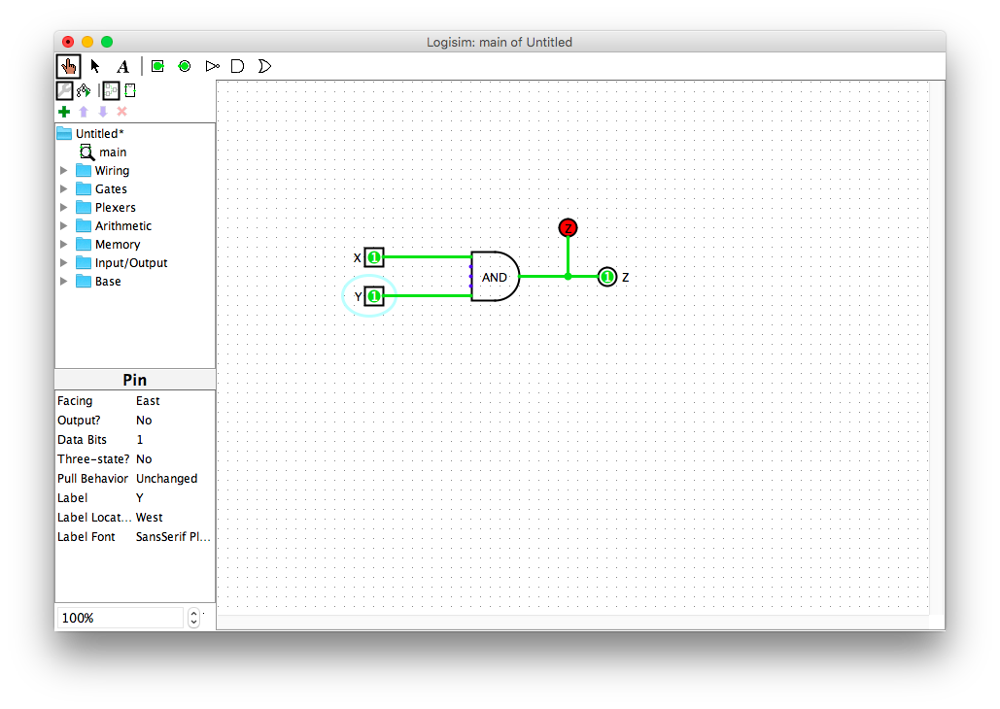 Logisim: main of Untitled
A
Untitled*
main
Wiring
Gates
Plexers
Arithmetic
Memory
Input/Output
Base
Z
X 1
AND
1 Z
Y 1
Pin
Facing East
Output? No
Data Bits 1
Three-state? No
Pull Behavior Unchanged
Label Y
Label Locat... West
Label Font SansSerif Pl...
100%